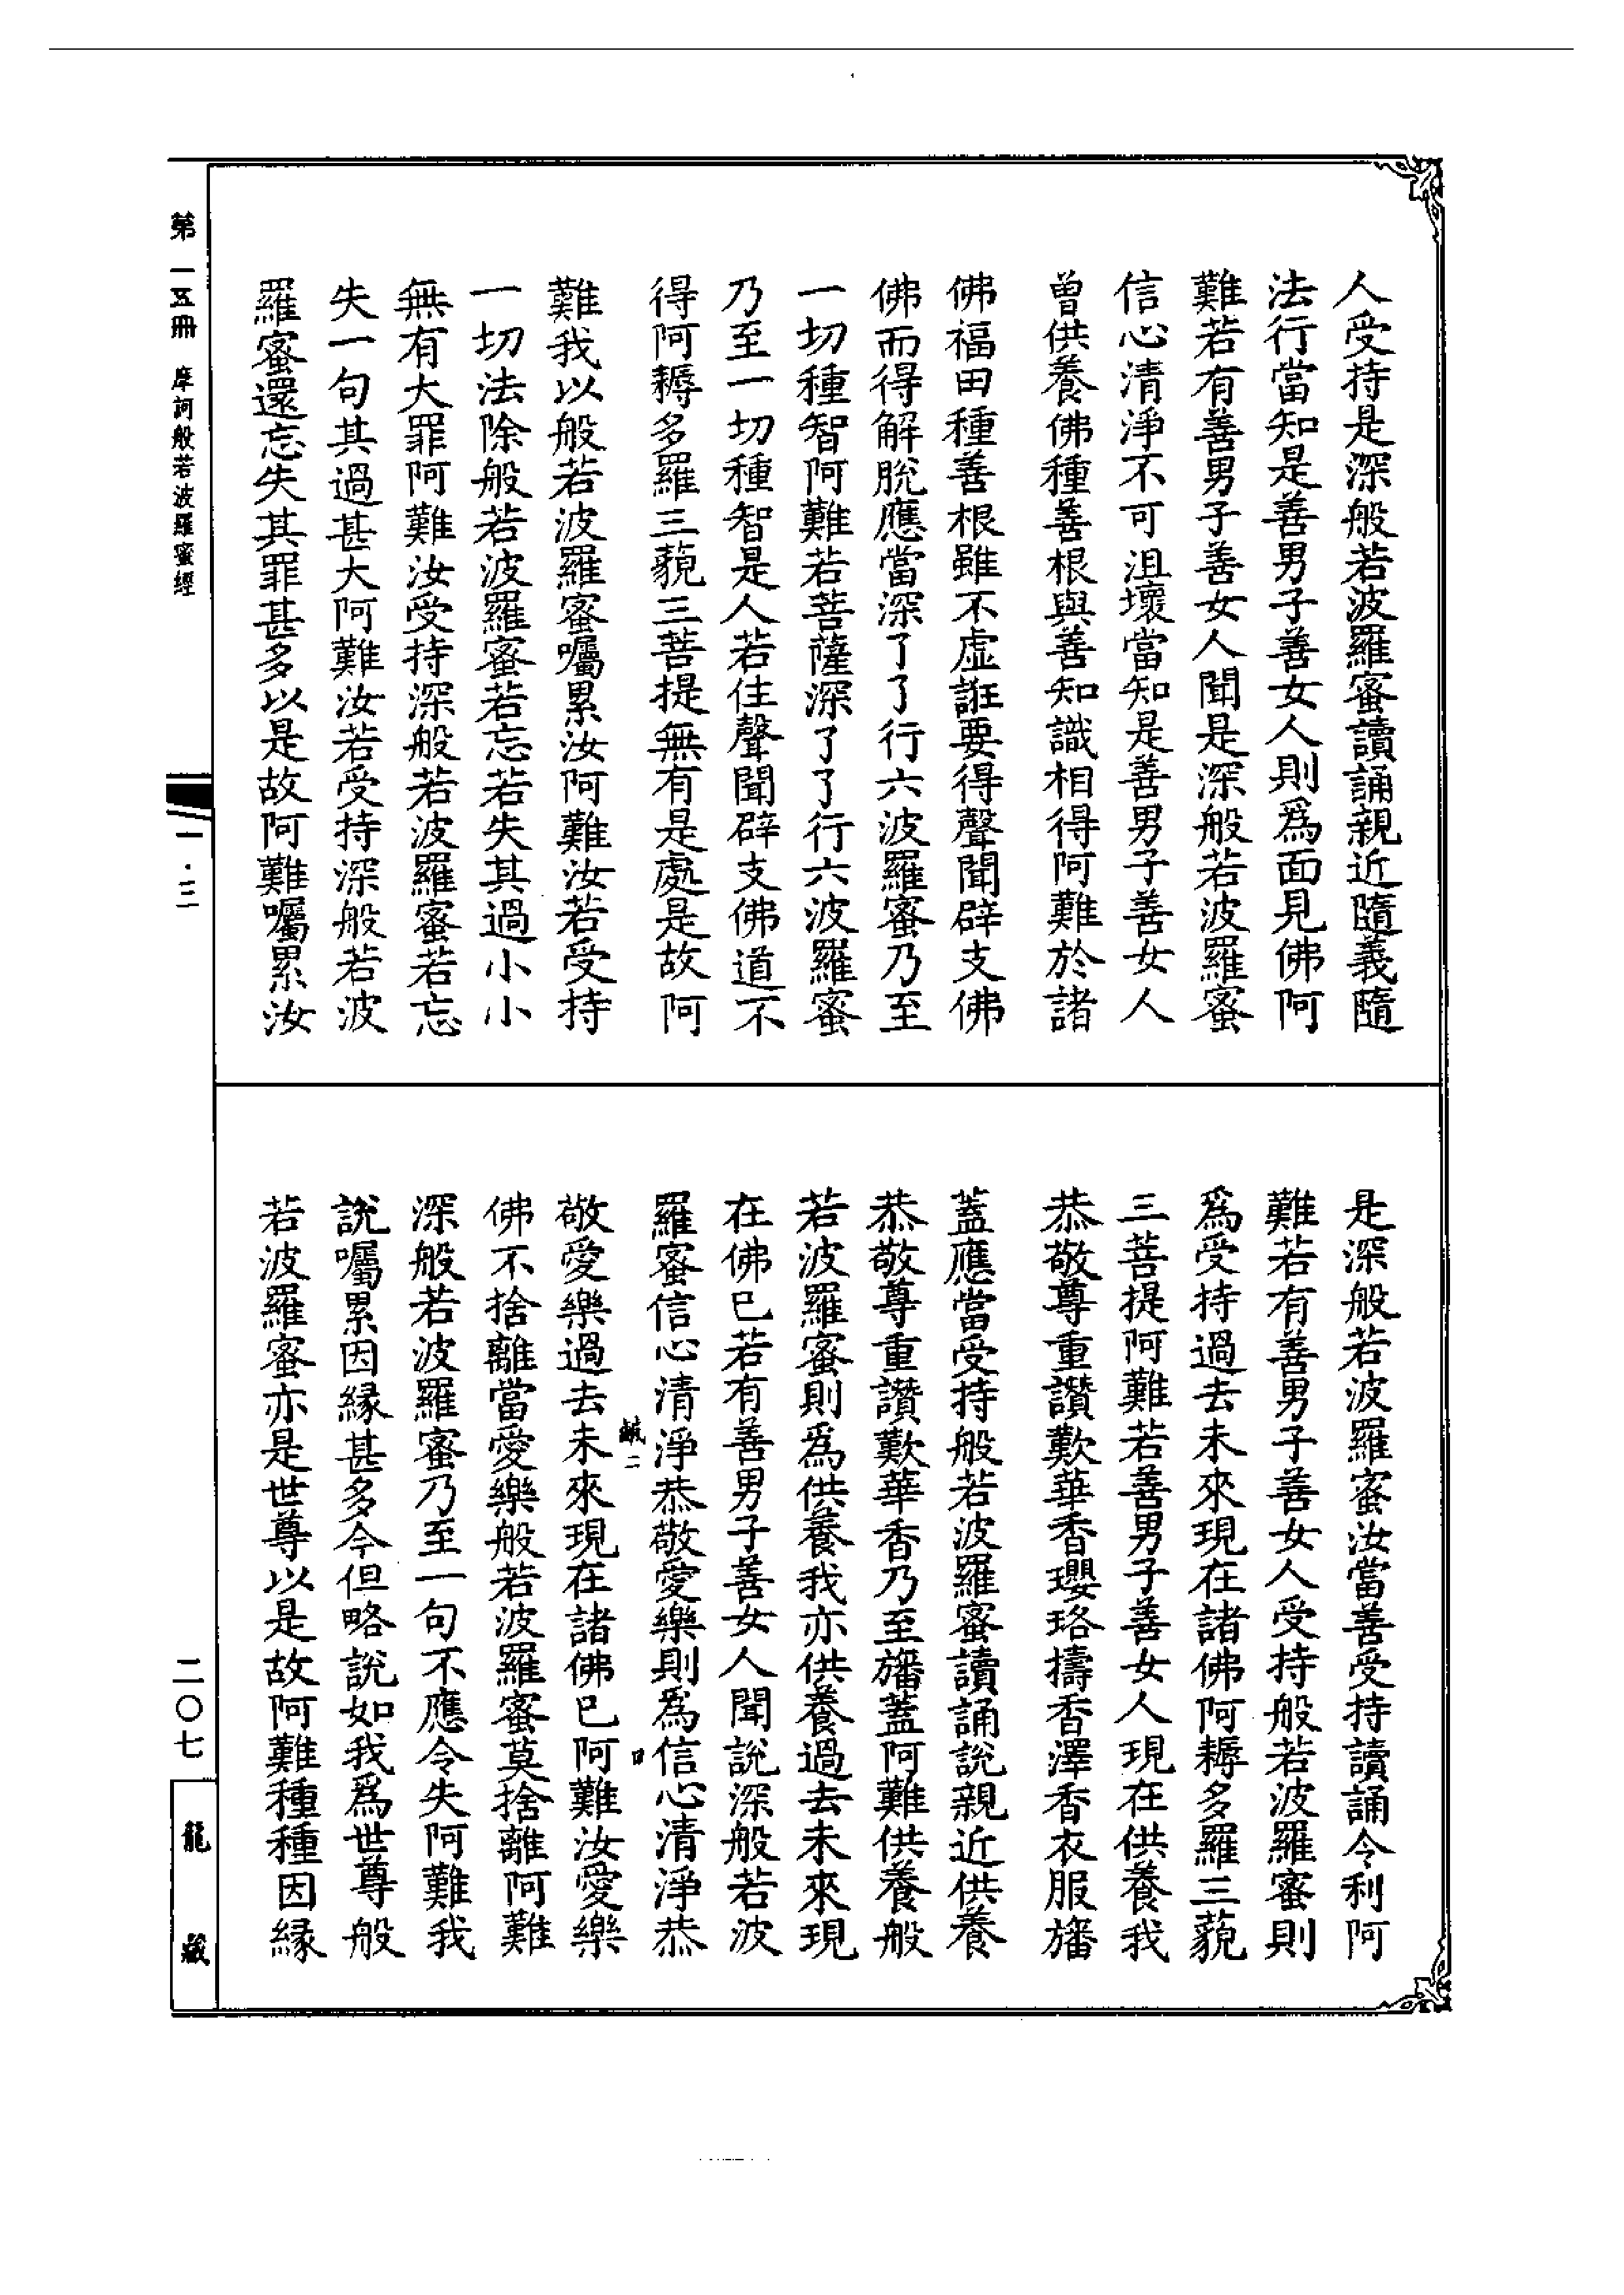 人受持是深般若波羅蜜讀誦親近隨義隨
法行當知是善男子善女人則爲面見佛阿
難若有善男子善女人聞是深般若波羅蜜
信心清淨不可沮壞當知是善男子善女人
曾供養佛種善根與善知識相得阿難於諸
佛福田種善根雖不虛誑要得聲聞辟支佛
佛而得解脫應當深了了行六波羅蜜乃至
一切種智阿難若菩薩深了了行六波羅蜜
乃至一切種智是人若住聲聞辟支佛道不
得阿耨多羅三藐三菩提無有是處是故阿
難我以般若波羅蜜囑累汝阿難汝若受持
一切法除般若波羅蜜若忘若失其過小小
無有大罪阿難汝受持深般若波羅蜜若忘
失一句其過甚大阿難汝若受持深般若波
羅蜜還忘失其罪甚多以是故阿難囑累汝
是深般若波羅蜜汝當善受持讀誦令利阿
難若有善男子善女人受持般若波羅蜜則
爲受持過去未來現在諸佛阿耨多羅三藐
三菩提阿難若善男子善女人現在供養我
恭敬尊重讚歎華香瓔珞擣香澤香衣服旛
蓋應當受持般若波羅蜜讀誦說親近供養
恭敬尊重讚歎華香乃至旛蓋阿難供養般
若波羅蜜則爲供養我亦供養過去未來現
在佛已若有善男子善女人聞說深般若波
羅蜜信心清淨恭敬愛樂則爲信心清淨恭
敬愛樂過去未來現在諸佛已阿難汝愛樂
佛不捨離當愛樂般若波羅蜜莫捨離阿難
深般若波羅蜜乃至一句不應令失阿難我
說囑累因緣甚多今但略說如我爲世尊般
若波羅蜜亦是世尊以是故阿難種種因緣
鹹二
第一五冊 摩訶般若波羅蜜經
一·三
二〇七
龍藏